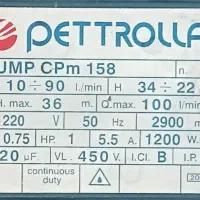 PETTROLLA
UMP CPm 158 n.
10 ÷ 90 l./min H 34 ÷ 22
H. max. 36 m. Q max. 100 l./min
220 V 50 Hz 2900
0.75 1 5.5 A. 1200 W
20 µF VL. 450 V. I.Cl. B I.P.
continuous
duty 20